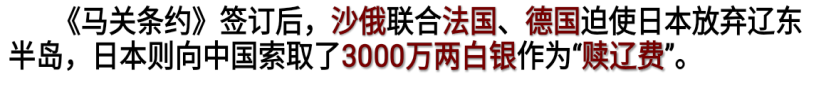 《马关条约》签订后，沙俄联合法国、德国迫使日本放弃辽东
半岛，日本则向中国索取了3000万两白银作为“赎辽费”。